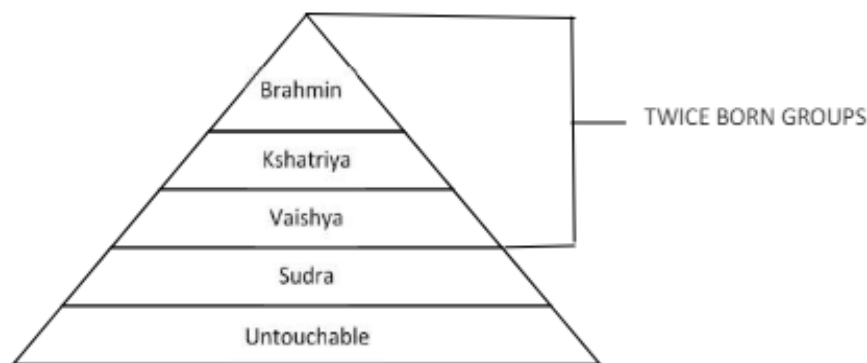 Brahmin
TWICE BORN GROUPS
Kshatriya
Vaishya
Sudra
Untouchable